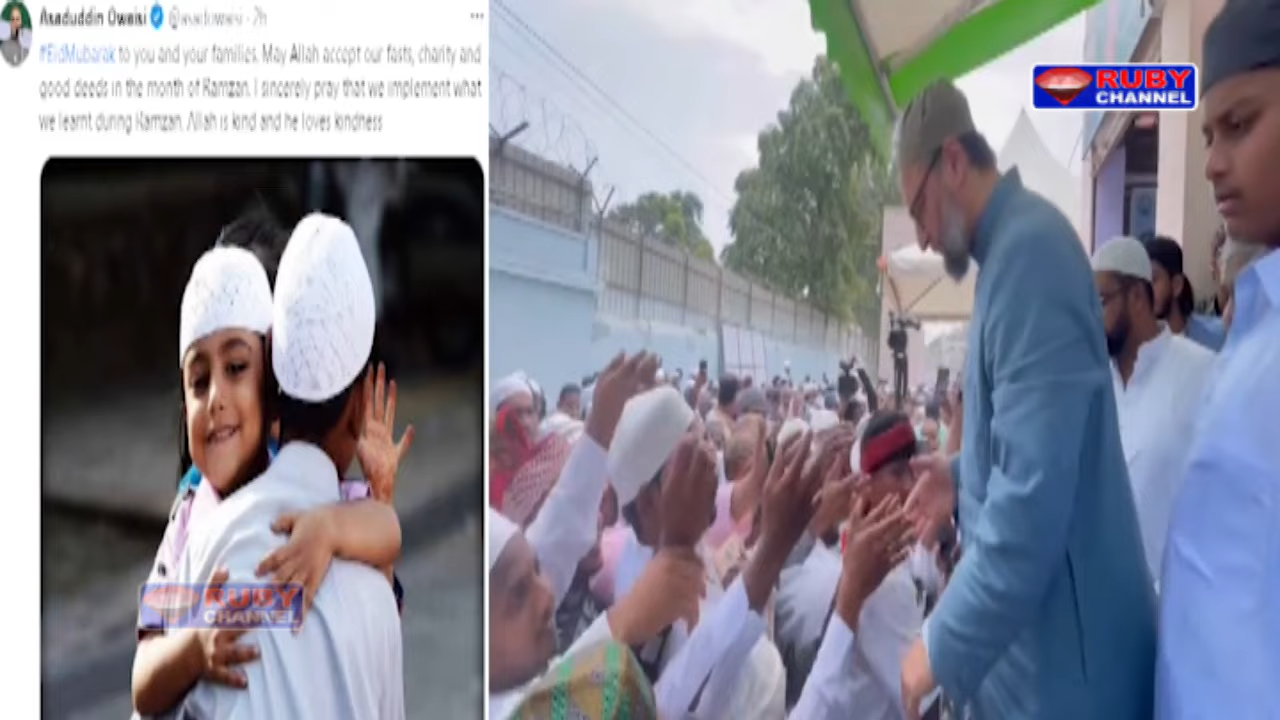 Asaduddin Owaisi @asadowaisi · 2h
#EidMubarak to you and your families. May Allah accept our fasts, charity and
good deeds in the month of Ramzan. I sincerely pray that we implement what
we learnt during Ramzan. Allah is kind and he loves kindness
RUBY
CHANNEL
RUBY
CHANNEL